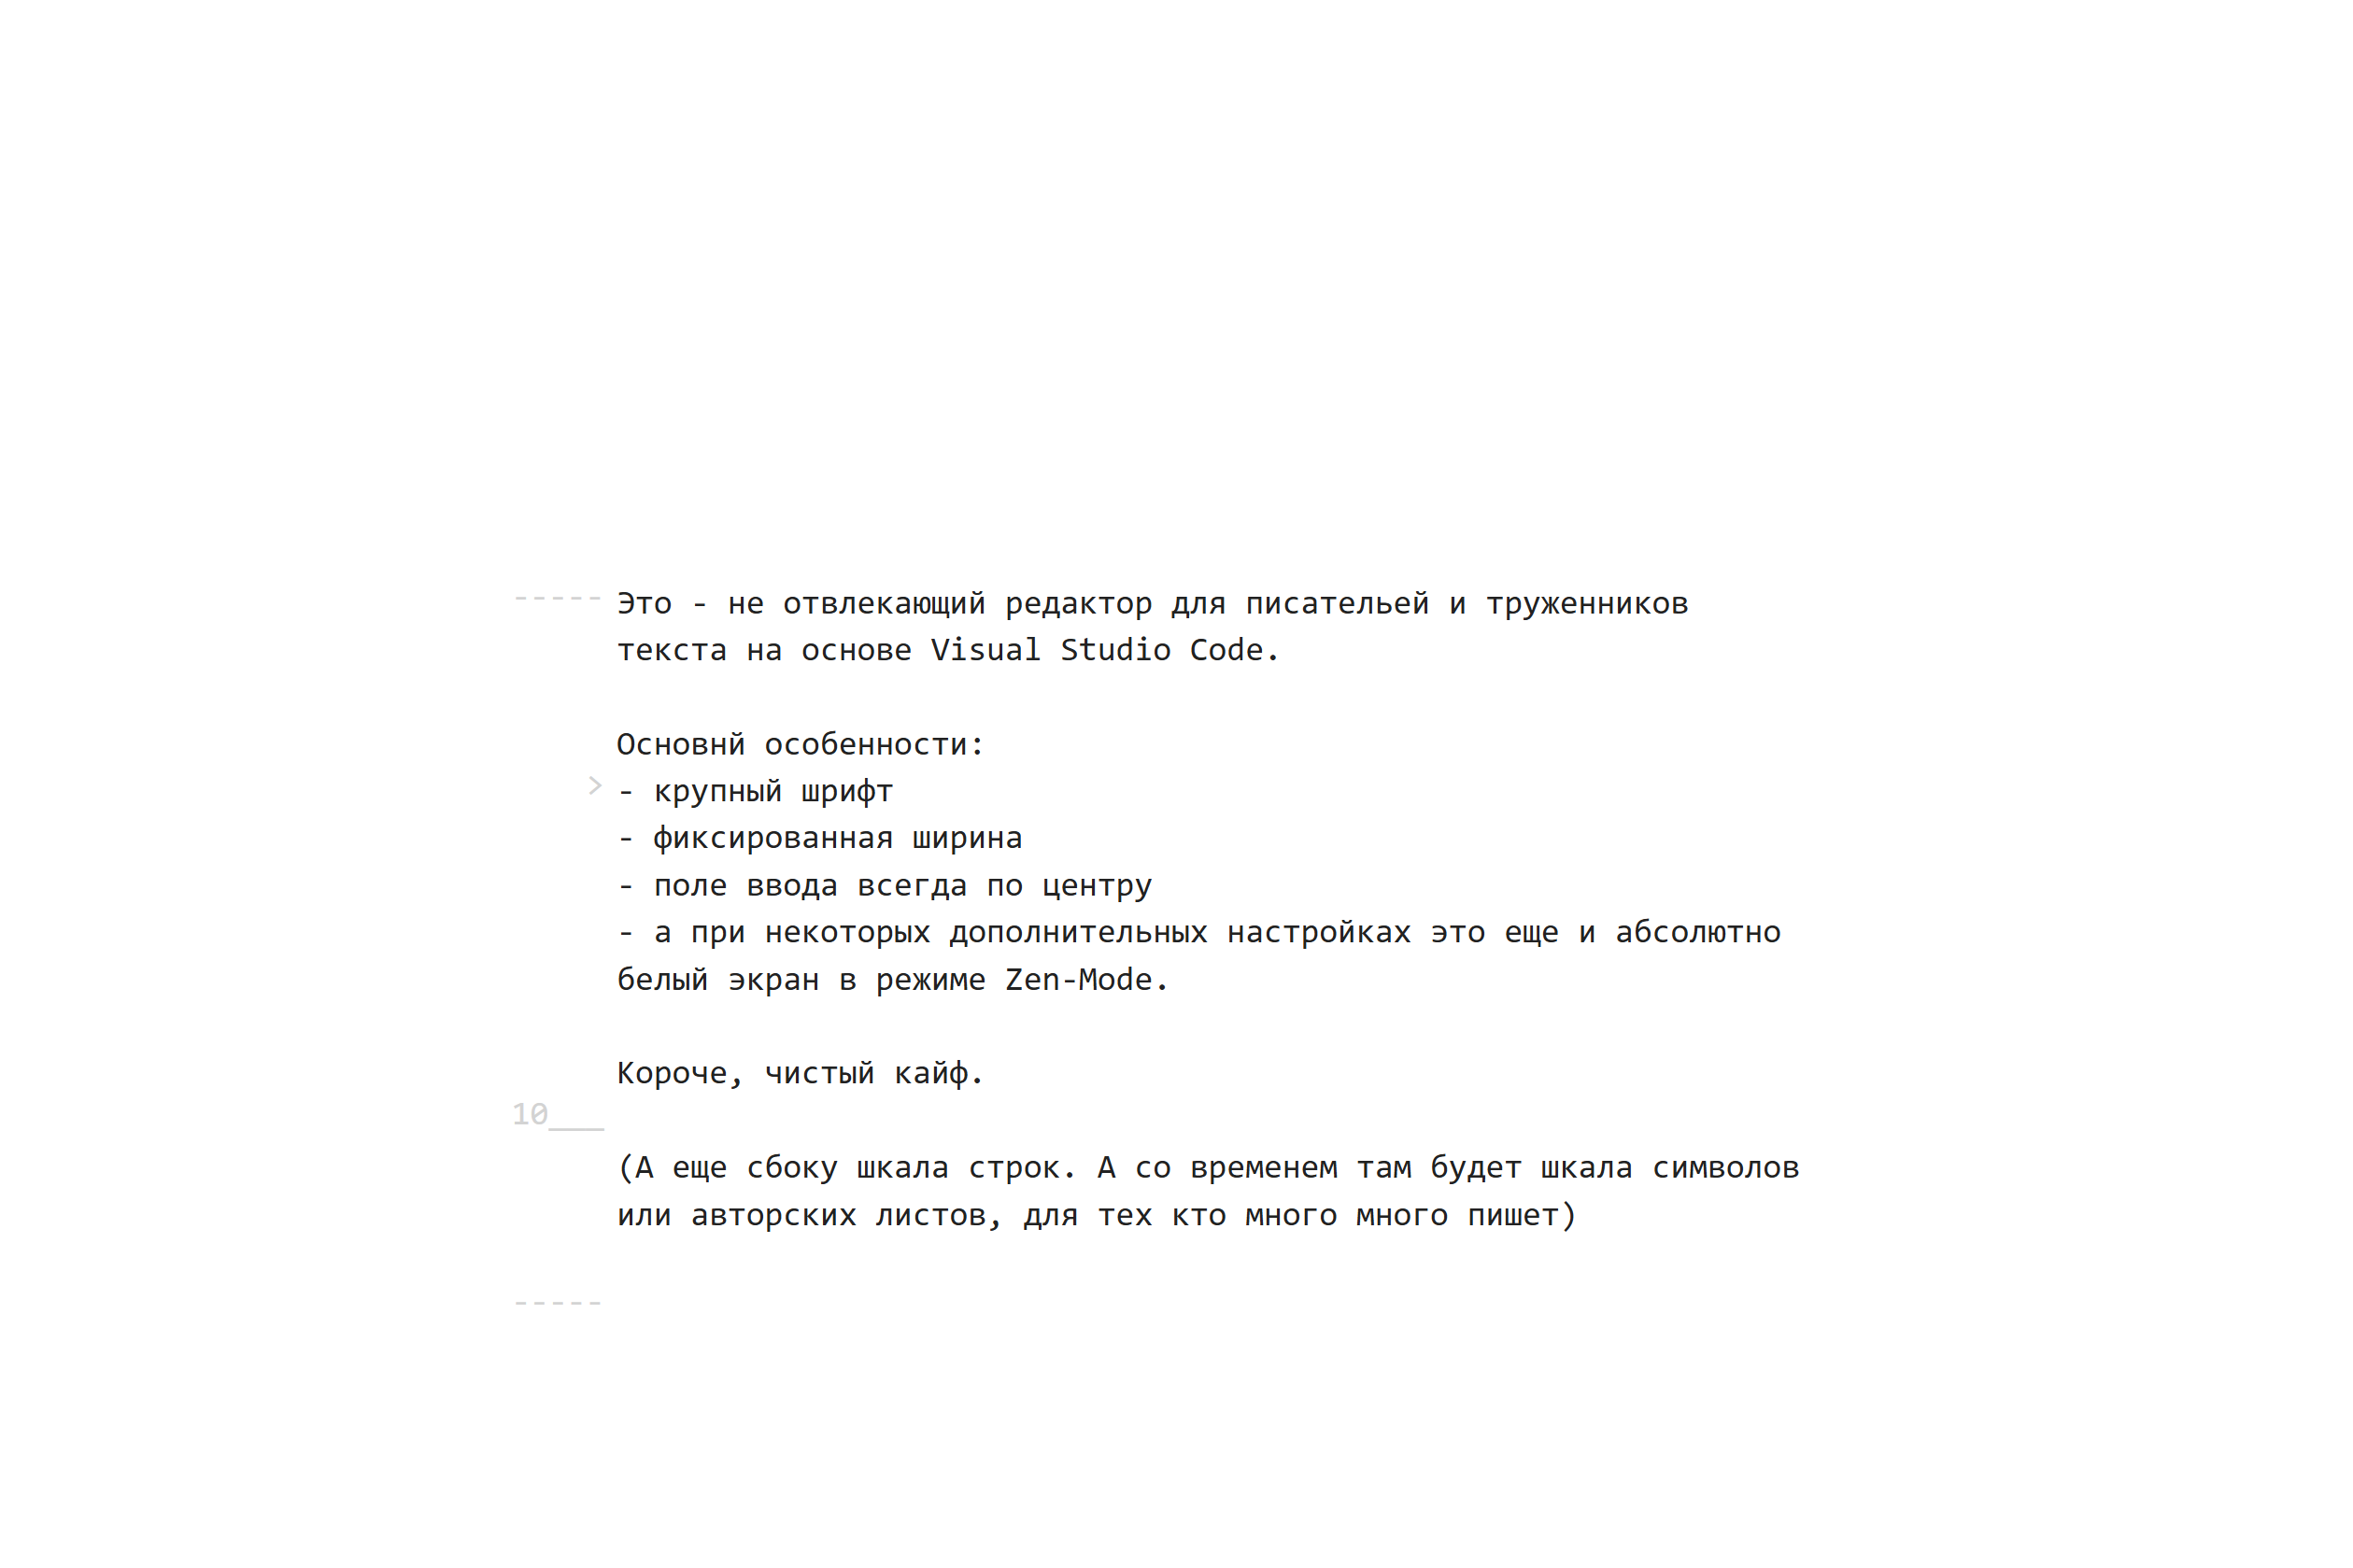 ----- Это - не отвлекающий редактор для писательей и труженников
текста на основе Visual Studio Code.
Основнй особенности:
> - крупный шрифт
- фиксированная ширина
- поле ввода всегда по центру
- а при некоторых дополнительных настройках это еще и абсолютно
белый экран в режиме Zen-Mode.
Короче, чистый кайф.
10___
(А еще сбоку шкала строк. А со временем там будет шкала символов
или авторских листов, для тех кто много много пишет)
-----